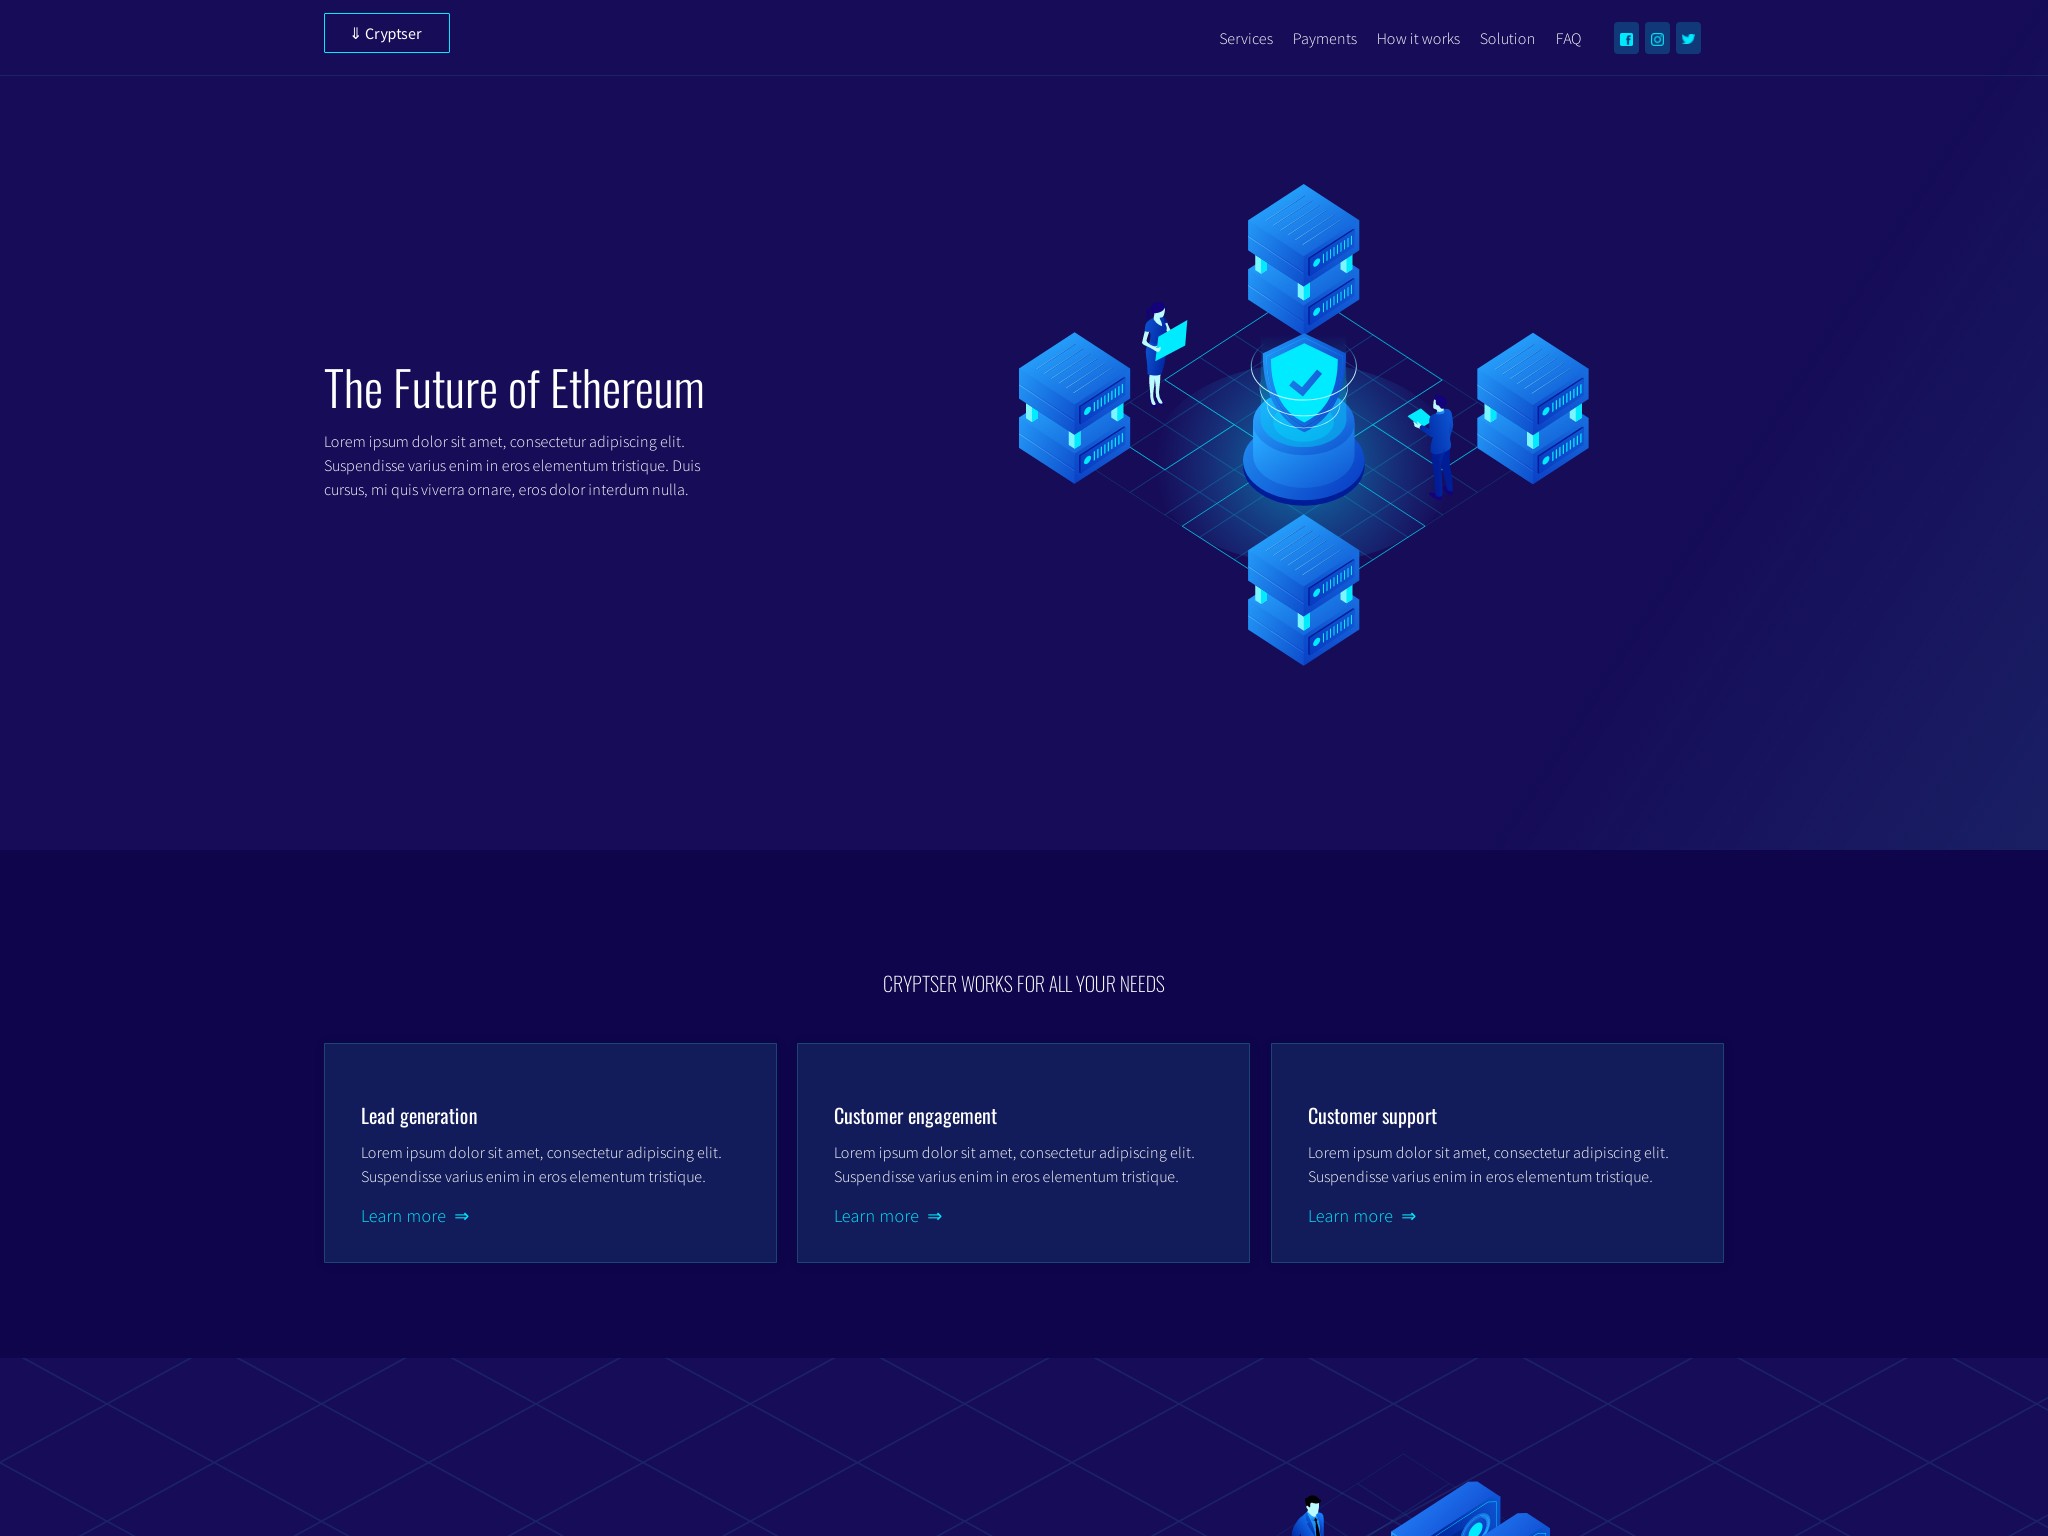 ⇓ Cryptser
Services Payments How it works Solution FAQ
The Future of Ethereum
Lorem ipsum dolor sit amet, consectetur adipiscing elit.
Suspendisse varius enim in eros elementum tristique. Duis
cursus, mi quis viverra ornare, eros dolor interdum nulla.
CRYPTSER WORKS FOR ALL YOUR NEEDS
Lead generation
Lorem ipsum dolor sit amet, consectetur adipiscing elit.
Suspendisse varius enim in eros elementum tristique.
Learn more ⇒
Customer engagement
Lorem ipsum dolor sit amet, consectetur adipiscing elit.
Suspendisse varius enim in eros elementum tristique.
Learn more ⇒
Customer support
Lorem ipsum dolor sit amet, consectetur adipiscing elit.
Suspendisse varius enim in eros elementum tristique.
Learn more ⇒